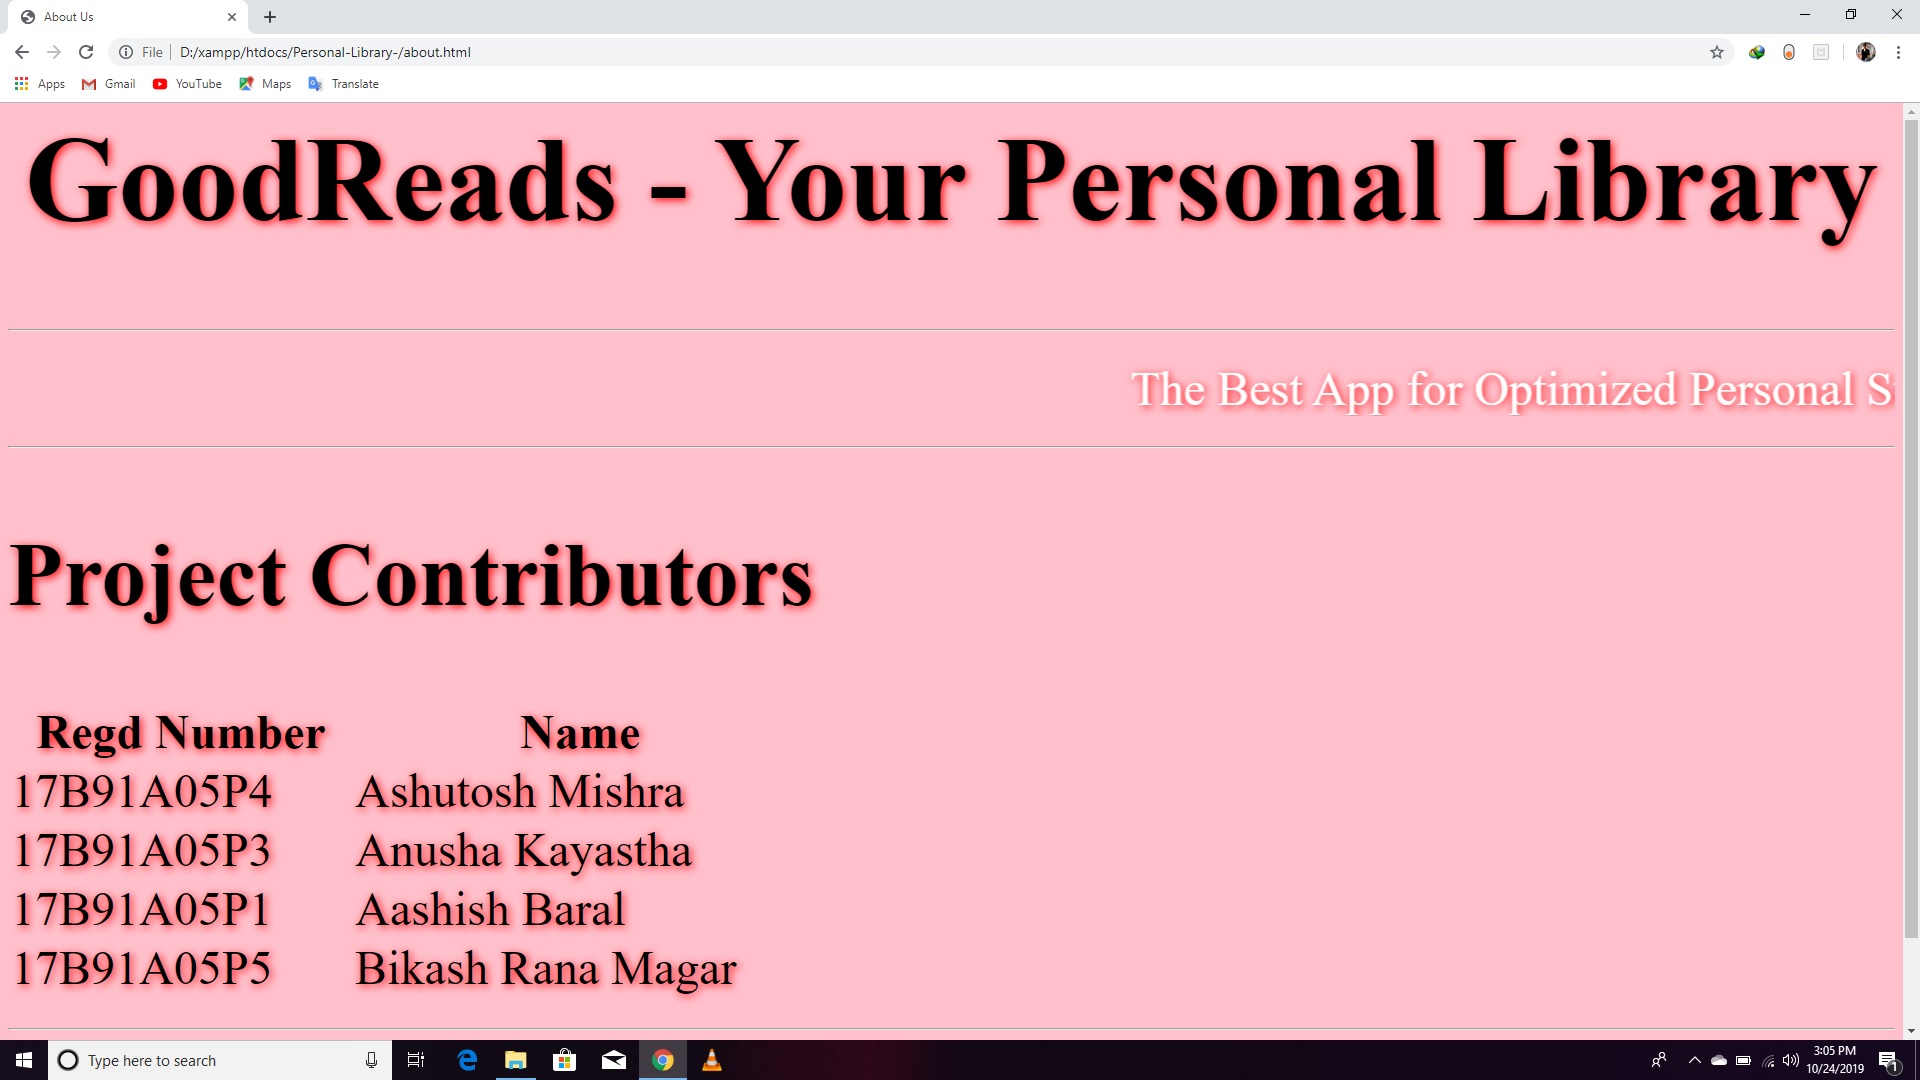 About Us
File D:/xampp/htdocs/Personal-Library-/about.html
Apps Gmail YouTube Maps Translate
GoodReads - Your Personal Library
The Best App for Optimized Personal
Project Contributors
Regd Number Name
17B91A05P4 Ashutosh Mishra
17B91A05P3 Anusha Kayastha
17B91A05P1 Aashish Baral
17B91A05P5 Bikash Rana Magar
Type here to search
3:05 PM
10/24/2019
1